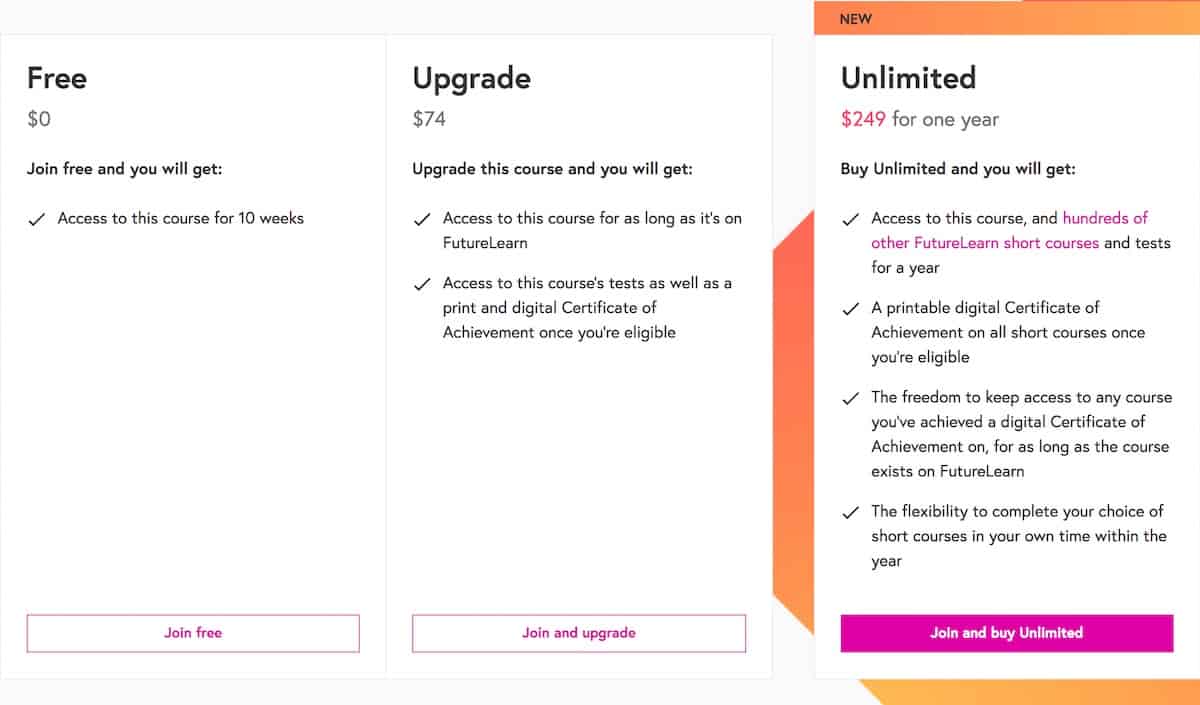 Free
$0
Join free and you will get:
Access to this course for 10 weeks
Join free
Upgrade
$74
Upgrade this course and you will get:
Access to this course for as long as it's on
FutureLearn
Access to this course's tests as well as a
print and digital Certificate of
Achievement once you're eligible
Join and upgrade
NEW
Unlimited
$249 for one year
Buy Unlimited and you will get:
Access to this course, and hundreds of
other FutureLearn short courses and tests
for a year
A printable digital Certificate of
Achievement on all short courses once
you're eligible
The freedom to keep access to any course
you've achieved a digital Certificate of
Achievement on, for as long as the course
exists on FutureLearn
The flexibility to complete your choice of
short courses in your own time within the
year
Join and buy Unlimited